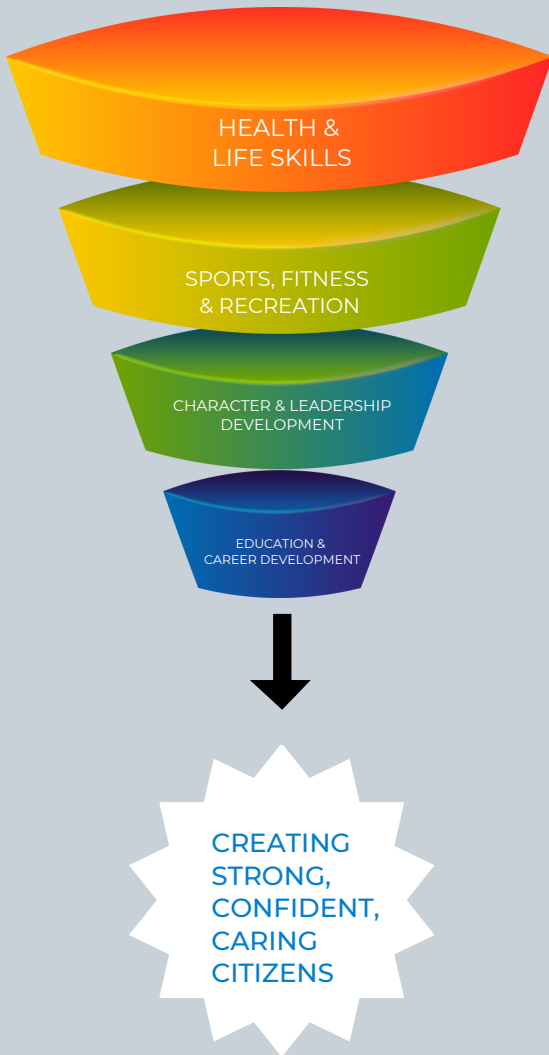 HEALTH &
LIFE SKILLS
SPORTS, FITNESS
& RECREATION
CHARACTER & LEADERSHIP
DEVELOPMENT
EDUCATION &
CAREER DEVELOPMENT
CREATING
STRONG,
CONFIDENT,
CARING
CITIZENS